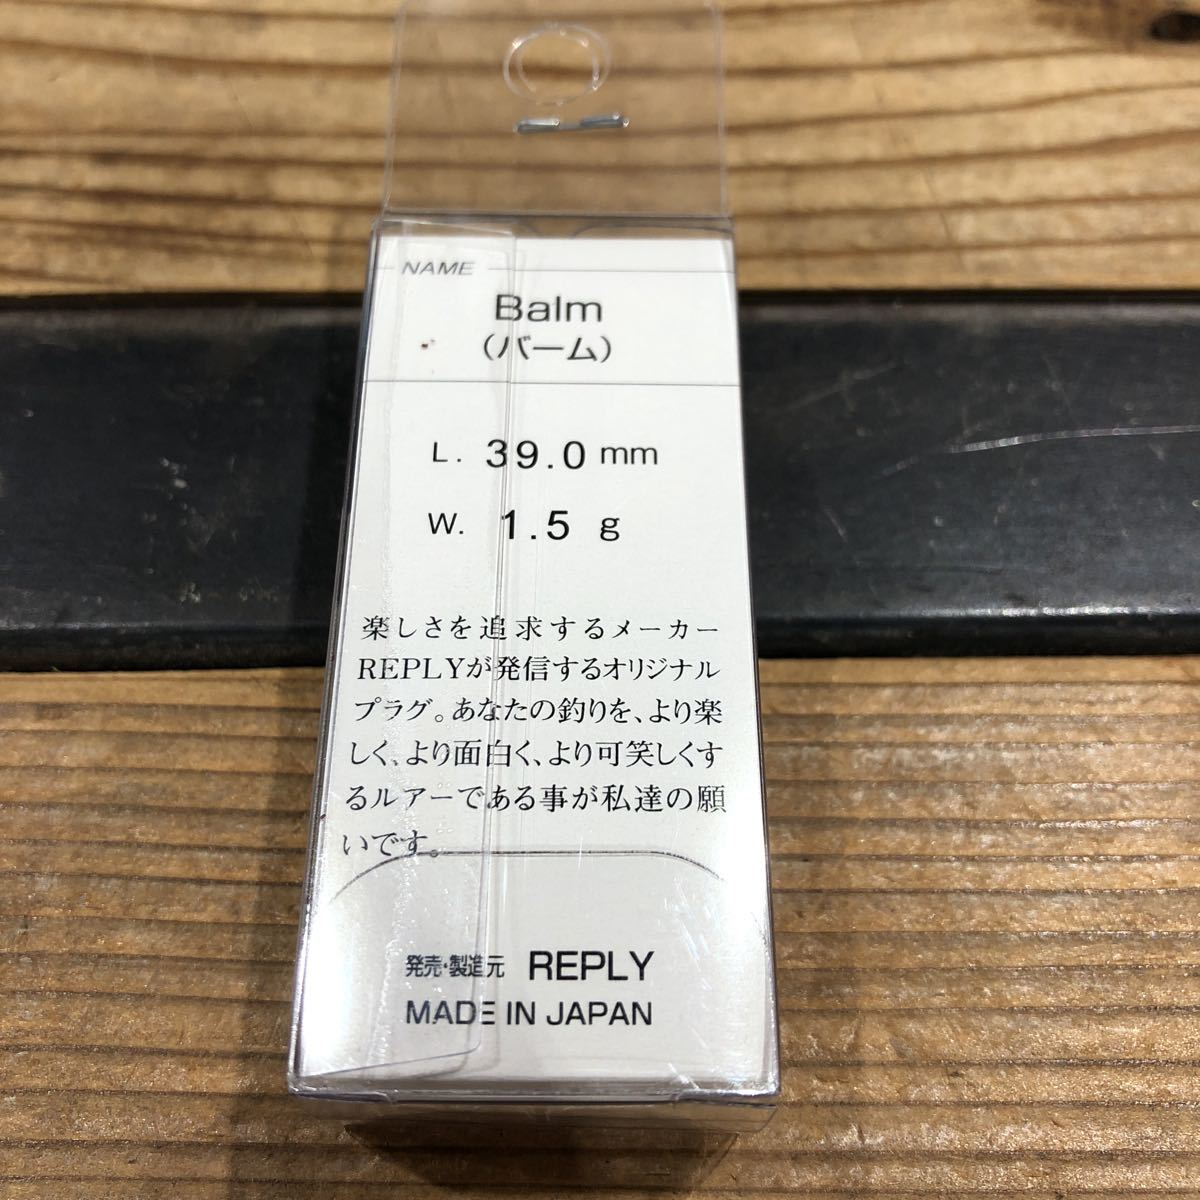 NAME
Balm
（バーム）
L. 39.0 mm
W. 1.5 g
楽しさを追求するメーカー
REPLYが発信するオリジナル
プラグ。あなたの釣りを、より楽
しく、より面白く、より可笑しくす
るルアーである事が私達の願
いです。
発売・製造元 REPLY
MADE IN JAPAN